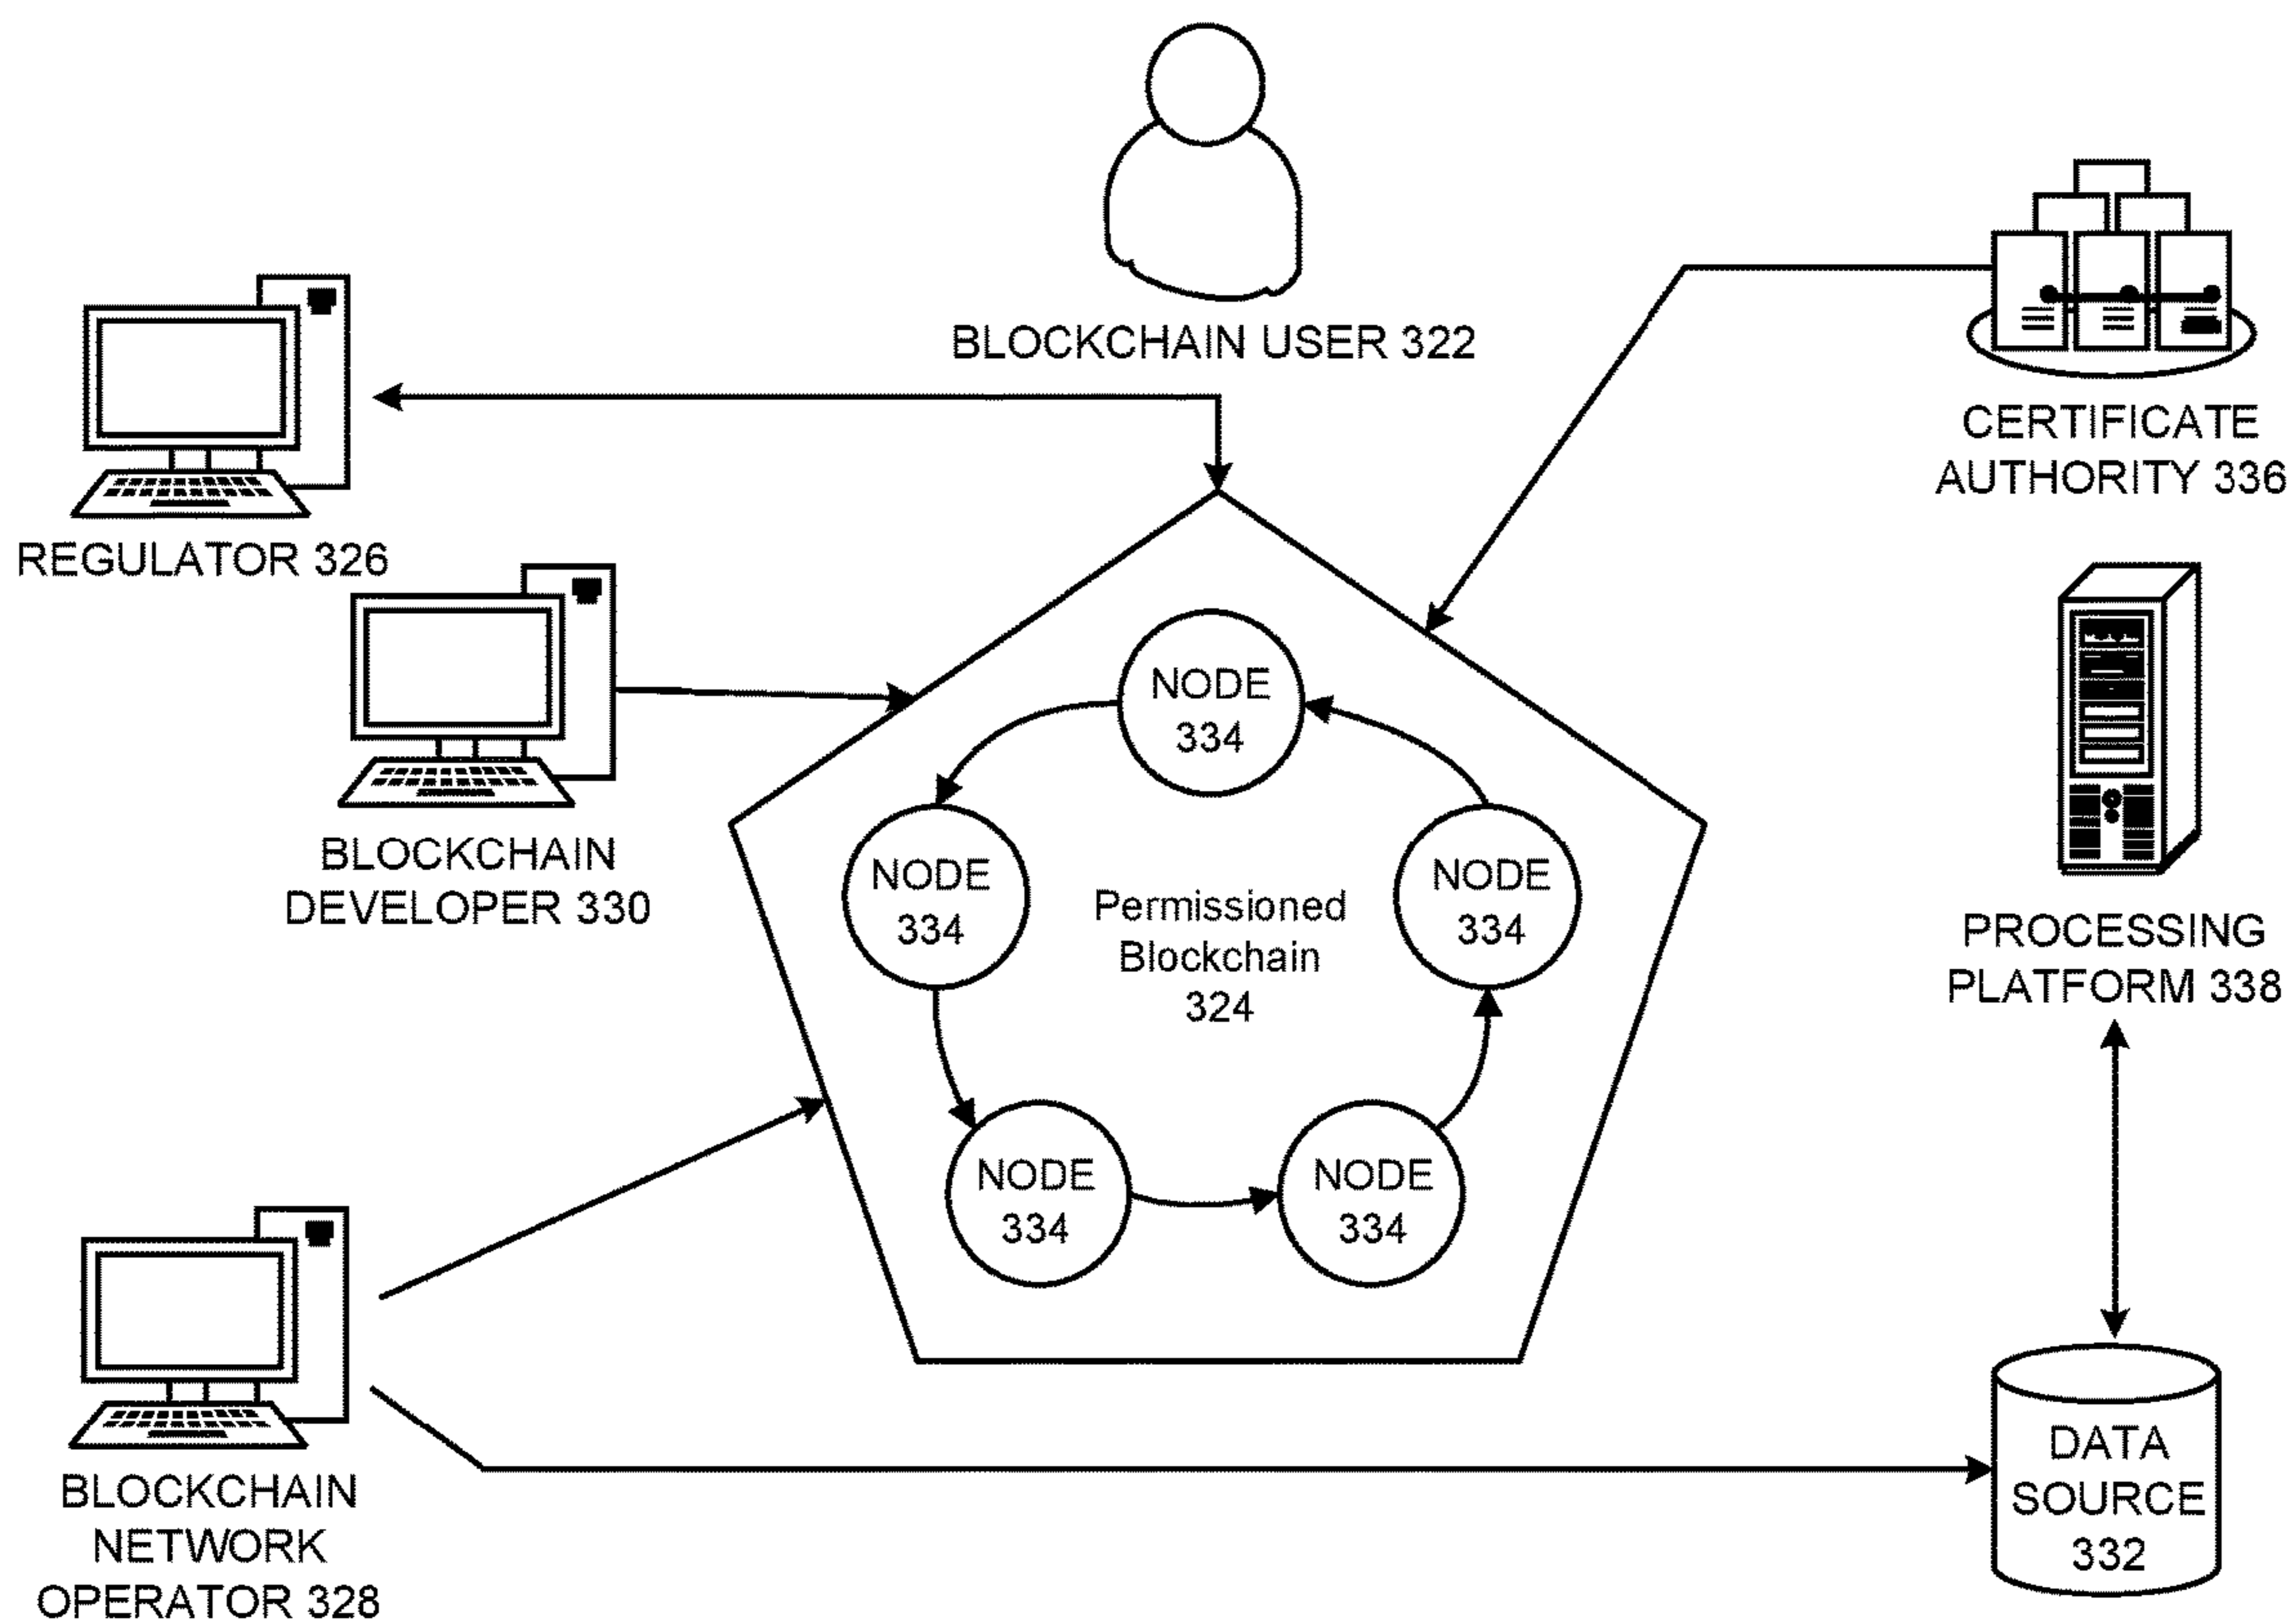 BLOCKCHAIN USER 322
CERTIFICATE
AUTHORITY 336
REGULATOR 326
BLOCKCHAIN
DEVELOPER 330
NODE
334
NODE
334
Permissioned
Blockchain
324
NODE
334
PROCESSING
PLATFORM 338
NODE
334
NODE
334
BLOCKCHAIN
NETWORK
OPERATOR 328
DATA
SOURCE
332